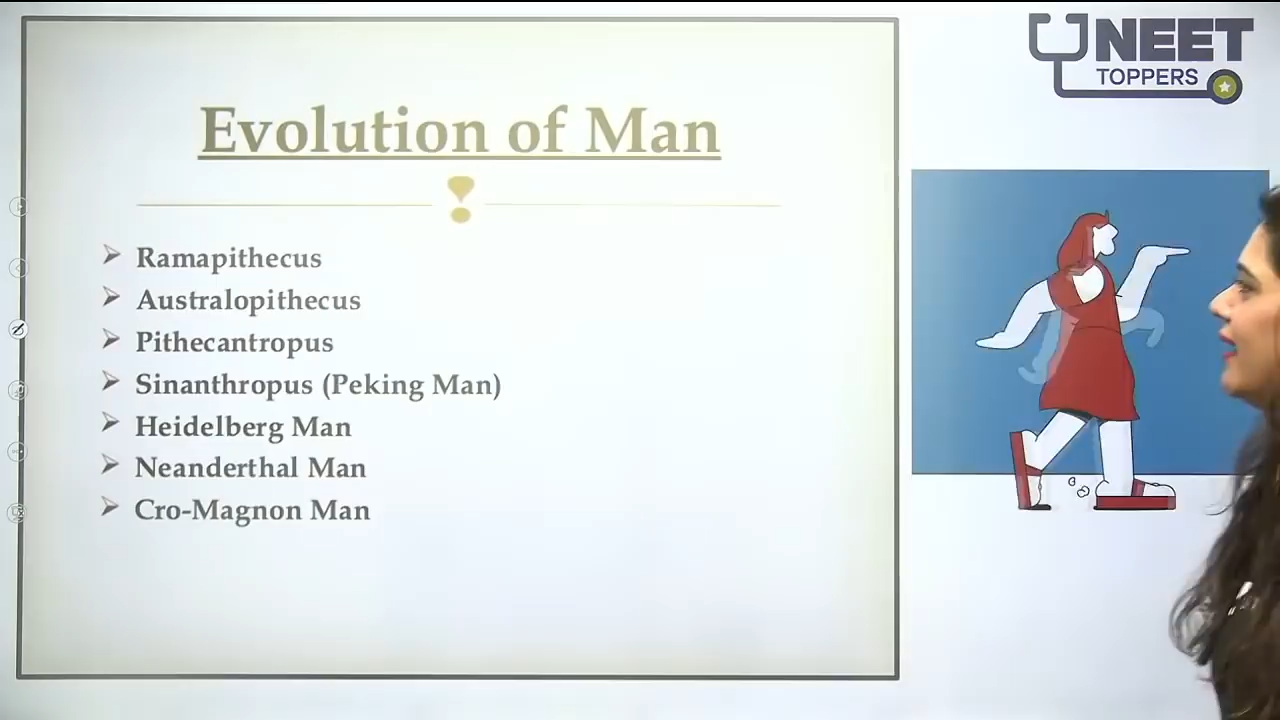 NEET
TOPPERS
Evolution of Man
Ramapithecus
Australopithecus
Pithecantropus
Sinanthropus (Peking Man)
Heidelberg Man
Neanderthal Man
Cro-Magnon Man